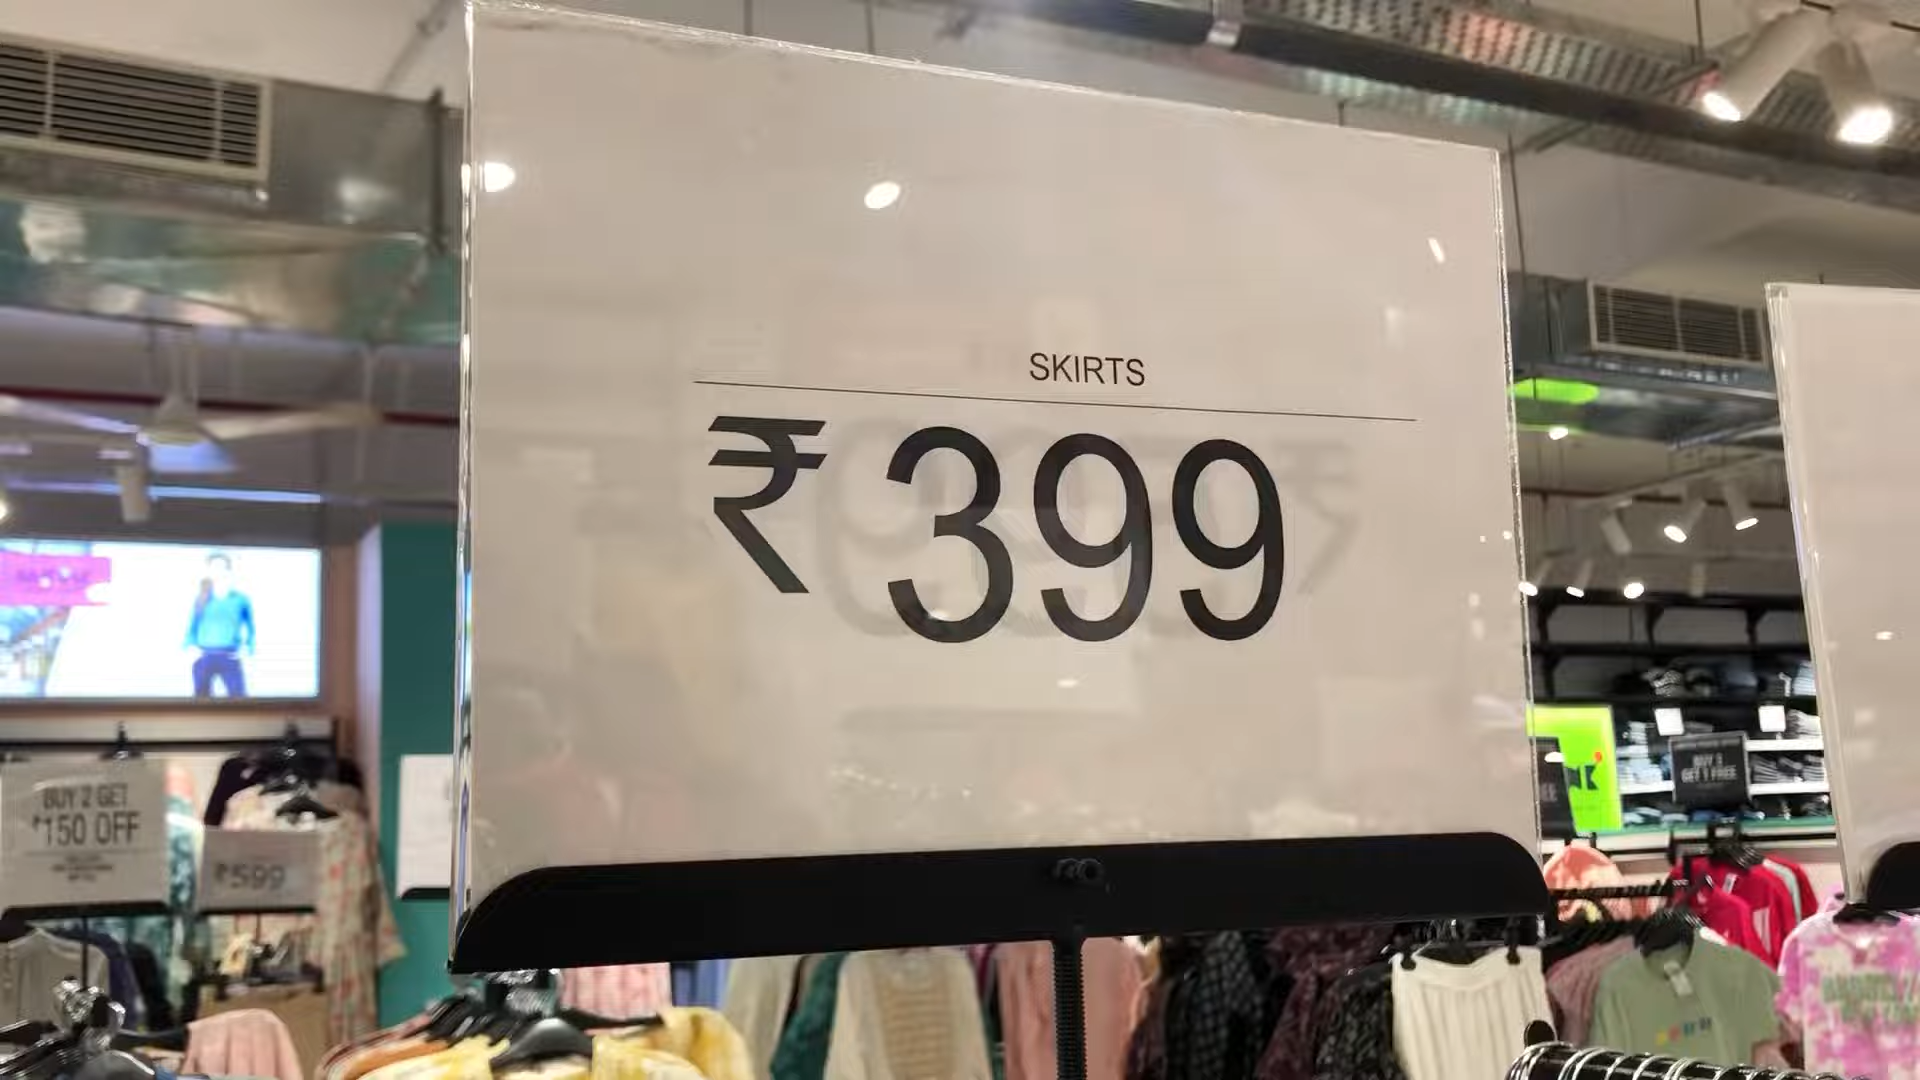 SKIRTS
₹ 399
BUY 2 GET
₹150 OFF
₹599
BUY 1
GET 1 FREE